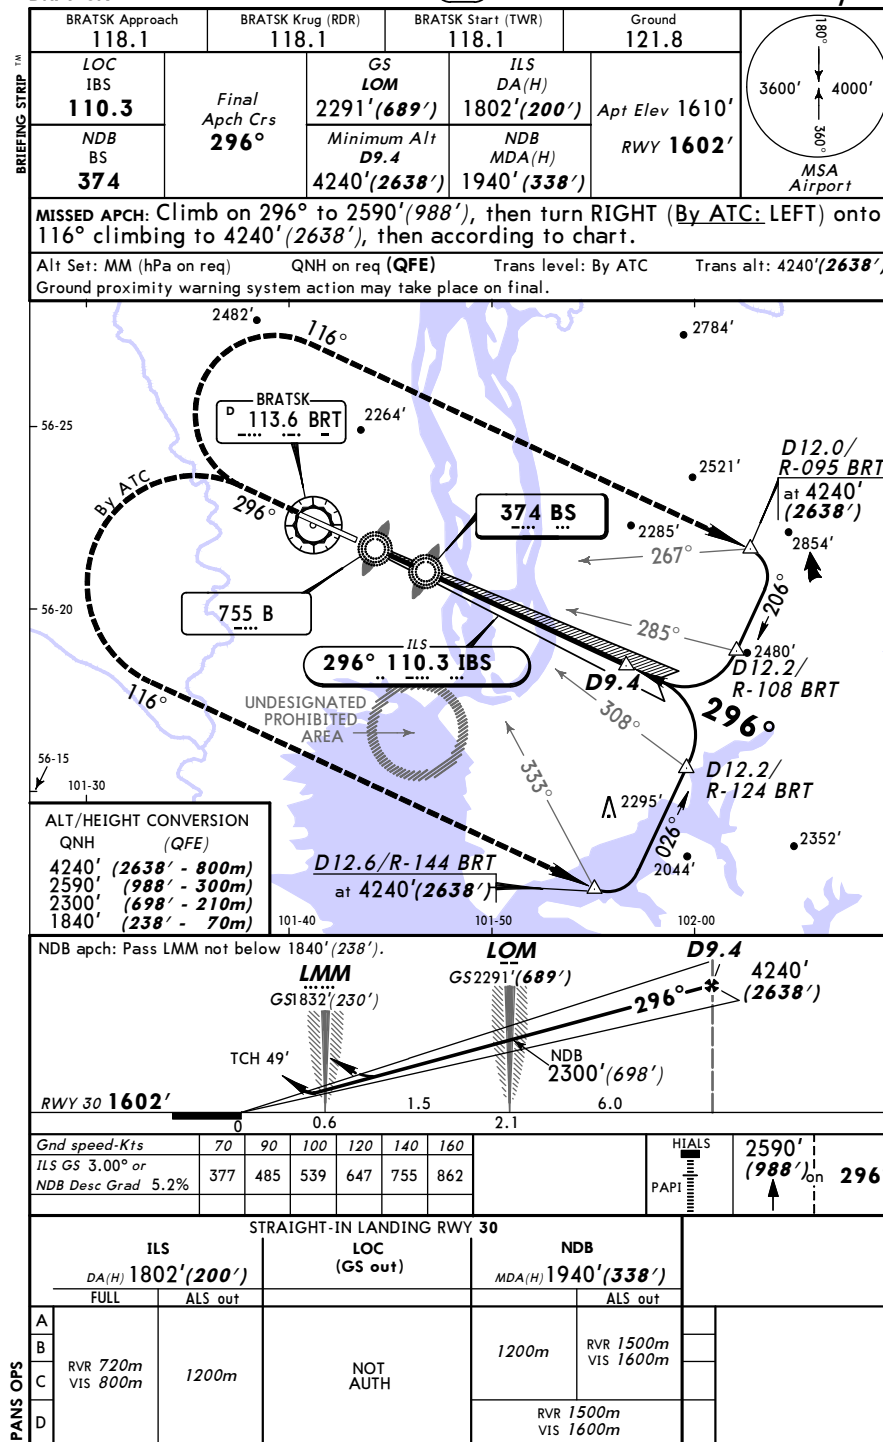 BRATSK Approach
118.1
BRATSK Krug (RDR)
118.1
BRATSK Start (TWR)
118.1
Ground
121.8
BRIEFING STRIP TM
LOC
IBS
110.3
Final
Apch Crs
296°
GS
LOM
2291'(689')
ILS
DA(H)
1802'(200')
Apt Elev 1610'
RWY 1602'
NDB
BS
374
Minimum Alt
D9.4
4240'(2638')
NDB
MDA(H)
1940'(338')
180°
3600' 4000'
360°
MSA
Airport
MISSED APCH: Climb on 296° to 2590'(988'), then turn RIGHT (By ATC: LEFT) onto
116° climbing to 4240'(2638'), then according to chart.
Alt Set: MM (hPa on req) QNH on req (QFE) Trans level: By ATC Trans alt: 4240'(2638')
Ground proximity warning system action may take place on final.
2482'
116°
2784'
BRATSK
D 113.6 BRT
2264'
56-25
D12.0/
R-095 BRT
at 4240'
(2638')
2521'
By ATC
296°
374 BS
2285'
2854'
267°
206°
755 B
56-20
285°
2480'
ILS
296° 110.3 IBS
D9.4
D12.2/
R-108 BRT
116°
UNDESIGNATED
PROHIBITED
AREA
308°
296°
333°
56-15
101-30
D12.2/
R-124 BRT
2295'
026°
2352'
2044'
ALT/HEIGHT CONVERSION
QNH (QFE)
4240' (2638' - 800m)
2590' (988' - 300m)
2300' (698' - 210m)
1840' (238' - 70m)
D12.6/R-144 BRT
at 4240'(2638')
101-40 101-50 102-00
NDB apch: Pass LMM not below 1840'(238').
LMM
GS1832'(230')
LOM
GS2291'(689')
D9.4
4240'
(2638')
296°
TCH 49'
NDB
2300'(698')
RWY 30 1602'
0 0.6 1.5 2.1 6.0
Gnd speed-Kts 70 90 100 120 140 160
ILS GS 3.00° or
NDB Desc Grad 5.2%
377 485 539 647 755 862
HIALS
PAPI
2590'
(988') on 296
STRAIGHT-IN LANDING RWY 30
ILS
DA(H) 1802'(200')
LOC
(GS out)
NDB
MDA(H) 1940'(338')
FULL ALS out ALS out
A
B
C
D
RVR 720m
VIS 800m
1200m
NOT
AUTH
1200m
RVR 1500m
VIS 1600m
RVR 1500m
VIS 1600m
PANS OPS